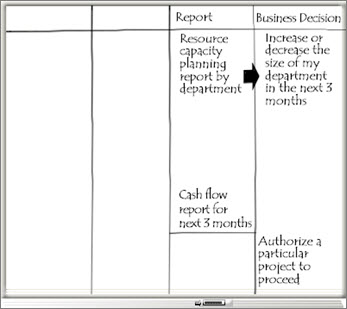 Report
Business Decision
Resource
capacity
planning
report by
department
Increase or
decrease the
size of my
department
in the next 3
months
Cash flow
report for
next 3 months
Authorize a
particular
project to
proceed